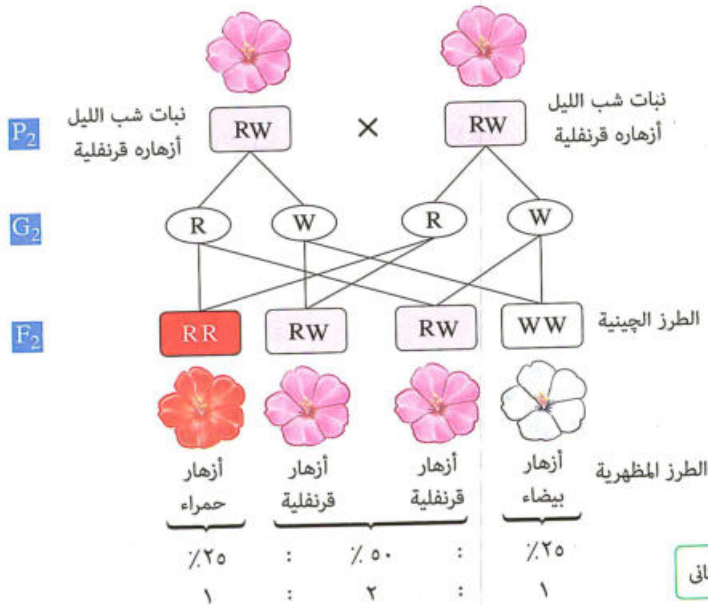 نبات شب الليل
أزهاره قرنفلية
RW
×
RW
نبات شب الليل
أزهاره قرنفلية
P₂
G₂
R
W
R
W
F₂
RR
RW
RW
WW
الطرز الچينية
أزهار
حمراء
أزهار
قرنفلية
أزهار
قرنفلية
أزهار
بيضاء
الطرز المظهرية
٪٢٥ : ٪٥٠ : ٪٢٥
١ : ٢ : ١